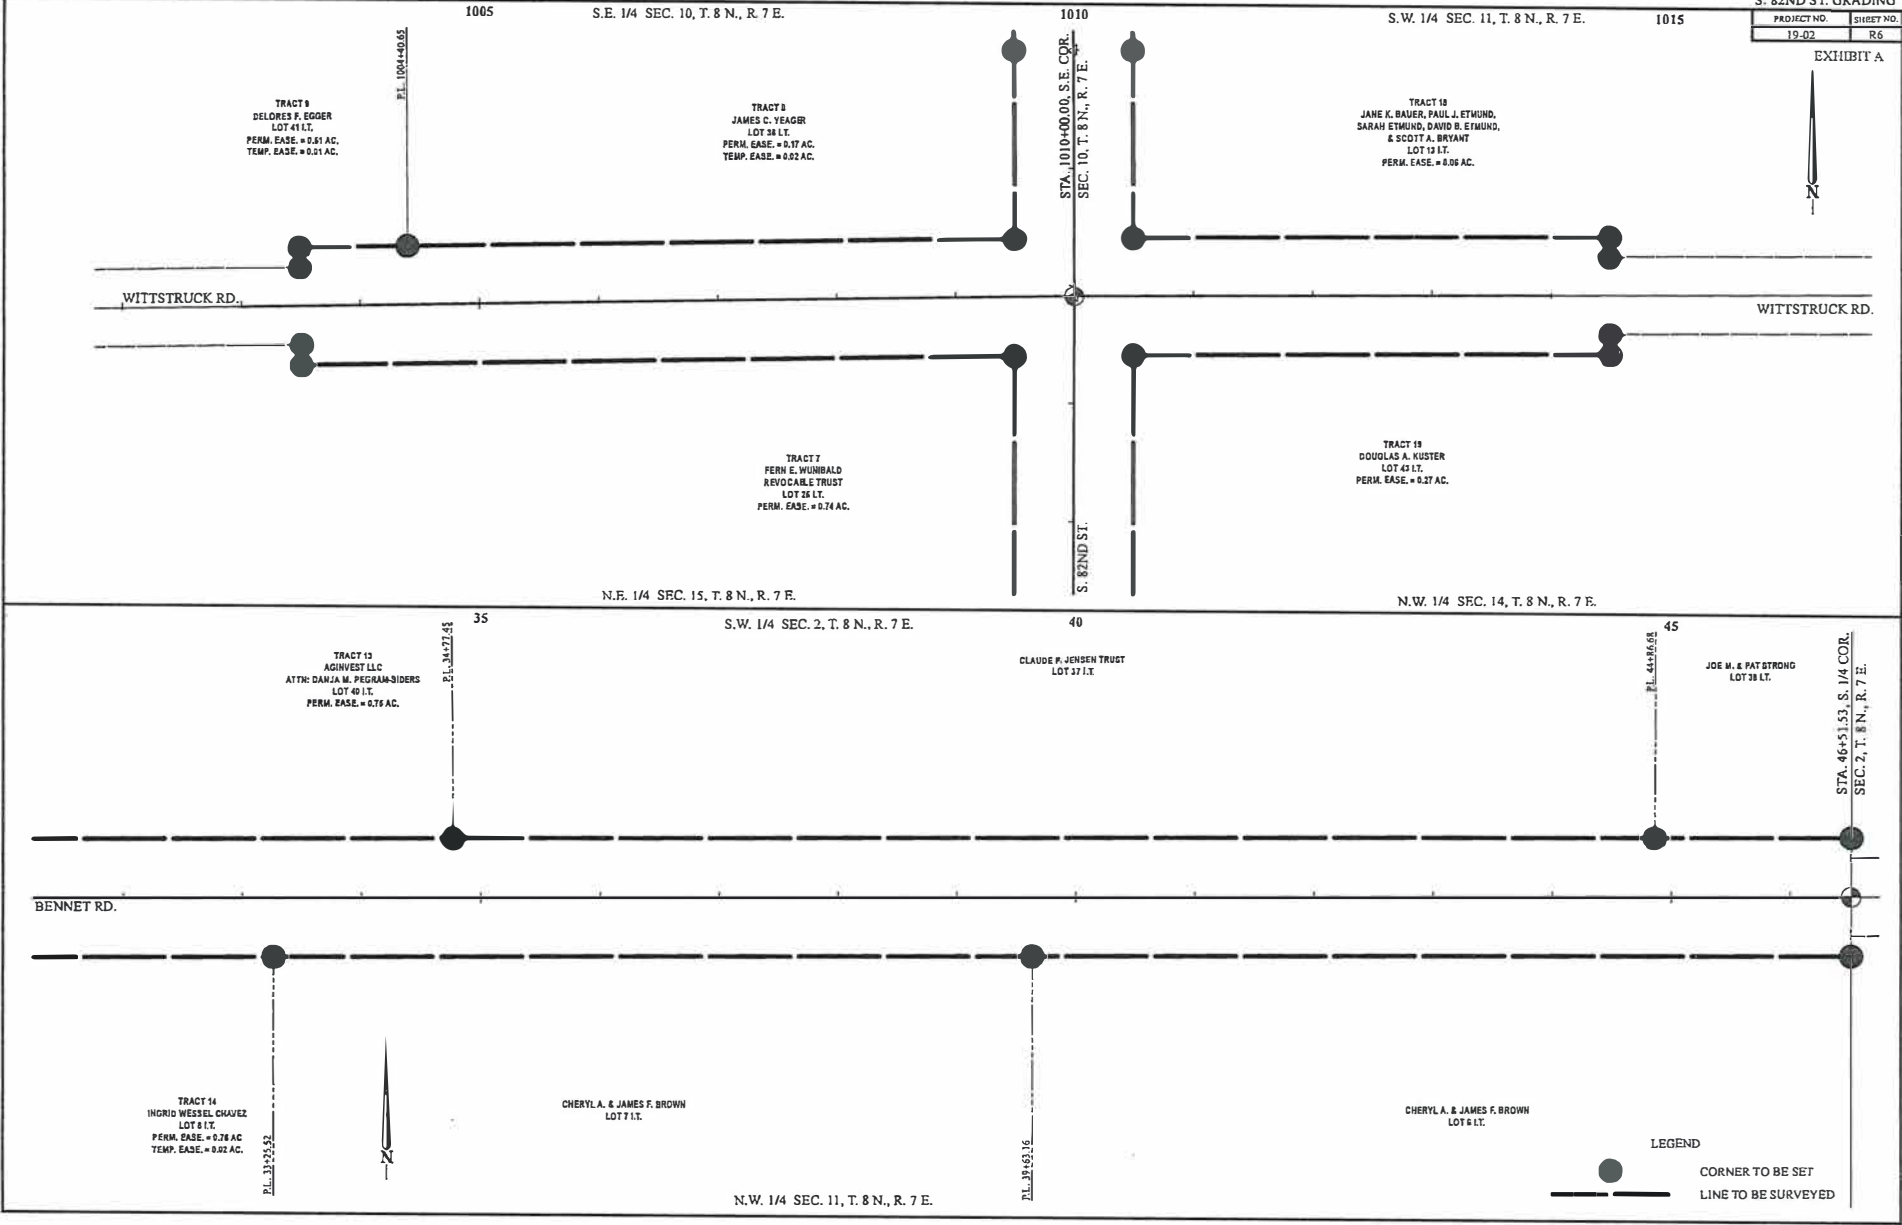 S. 82ND ST. GRADING
PROJECT NO. SHEET NO.
19-02 R6
EXHIBIT A
1005
S.E. 1/4 SEC. 10, T. 8 N., R. 7 E.
1010
S.W. 1/4 SEC. 11, T. 8 N., R. 7 E.
1015
P.L. 1004+40.65
TRACT 9
DELORES F. EGGER
LOT 41 I.T.
PERM. EASE. = 0.61 AC.
TEMP. EASE. = 0.01 AC.
TRACT 8
JAMES C. YEAGER
LOT 38 I.T.
PERM. EASE. = 0.17 AC.
TEMP. EASE. = 0.02 AC.
STA. 1010+00.00, S.E. COR.
SEC. 10, T. 8 N., R. 7 E.
TRACT 18
JANE K. BAUER, PAUL J. ETMUND,
SARAH ETMUND, DAVID B. ETMUND,
& SCOTT A. BRYANT
LOT 13 I.T.
PERM. EASE. = 0.06 AC.
N
WITTSTRUCK RD.
WITTSTRUCK RD.
TRACT 7
FERN E. WUNIBALD
REVOCABLE TRUST
LOT 26 I.T.
PERM. EASE. = 0.74 AC.
S. 82ND ST.
TRACT 19
DOUGLAS A. KUSTER
LOT 43 I.T.
PERM. EASE. = 0.27 AC.
N.E. 1/4 SEC. 15, T. 8 N., R. 7 E.
N.W. 1/4 SEC. 14, T. 8 N., R. 7 E.
35
S.W. 1/4 SEC. 2, T. 8 N., R. 7 E.
40
45
TRACT 13
AGINVEST LLC
ATTN: DANJA M. PEGRAM-SIDERS
LOT 40 I.T.
PERM. EASE. = 0.76 AC.
P.L. 34+77.45
CLAUDE F. JENSEN TRUST
LOT 37 I.T.
P.L. 44+86.68
JOE M. & PAT STRONG
LOT 38 I.T.
STA. 46+51.53, S. 1/4 COR.
SEC. 2, T. 8 N., R. 7 E.
BENNET RD.
TRACT 14
INGRID WESSEL CHAVEZ
LOT 8 I.T.
PERM. EASE. = 0.76 AC
TEMP. EASE. = 0.02 AC.
P.L. 33+25.52
N
CHERYL A. & JAMES F. BROWN
LOT 7 I.T.
P.L. 39+63.16
CHERYL A. & JAMES F. BROWN
LOT 6 I.T.
N.W. 1/4 SEC. 11, T. 8 N., R. 7 E.
LEGEND
CORNER TO BE SET
LINE TO BE SURVEYED